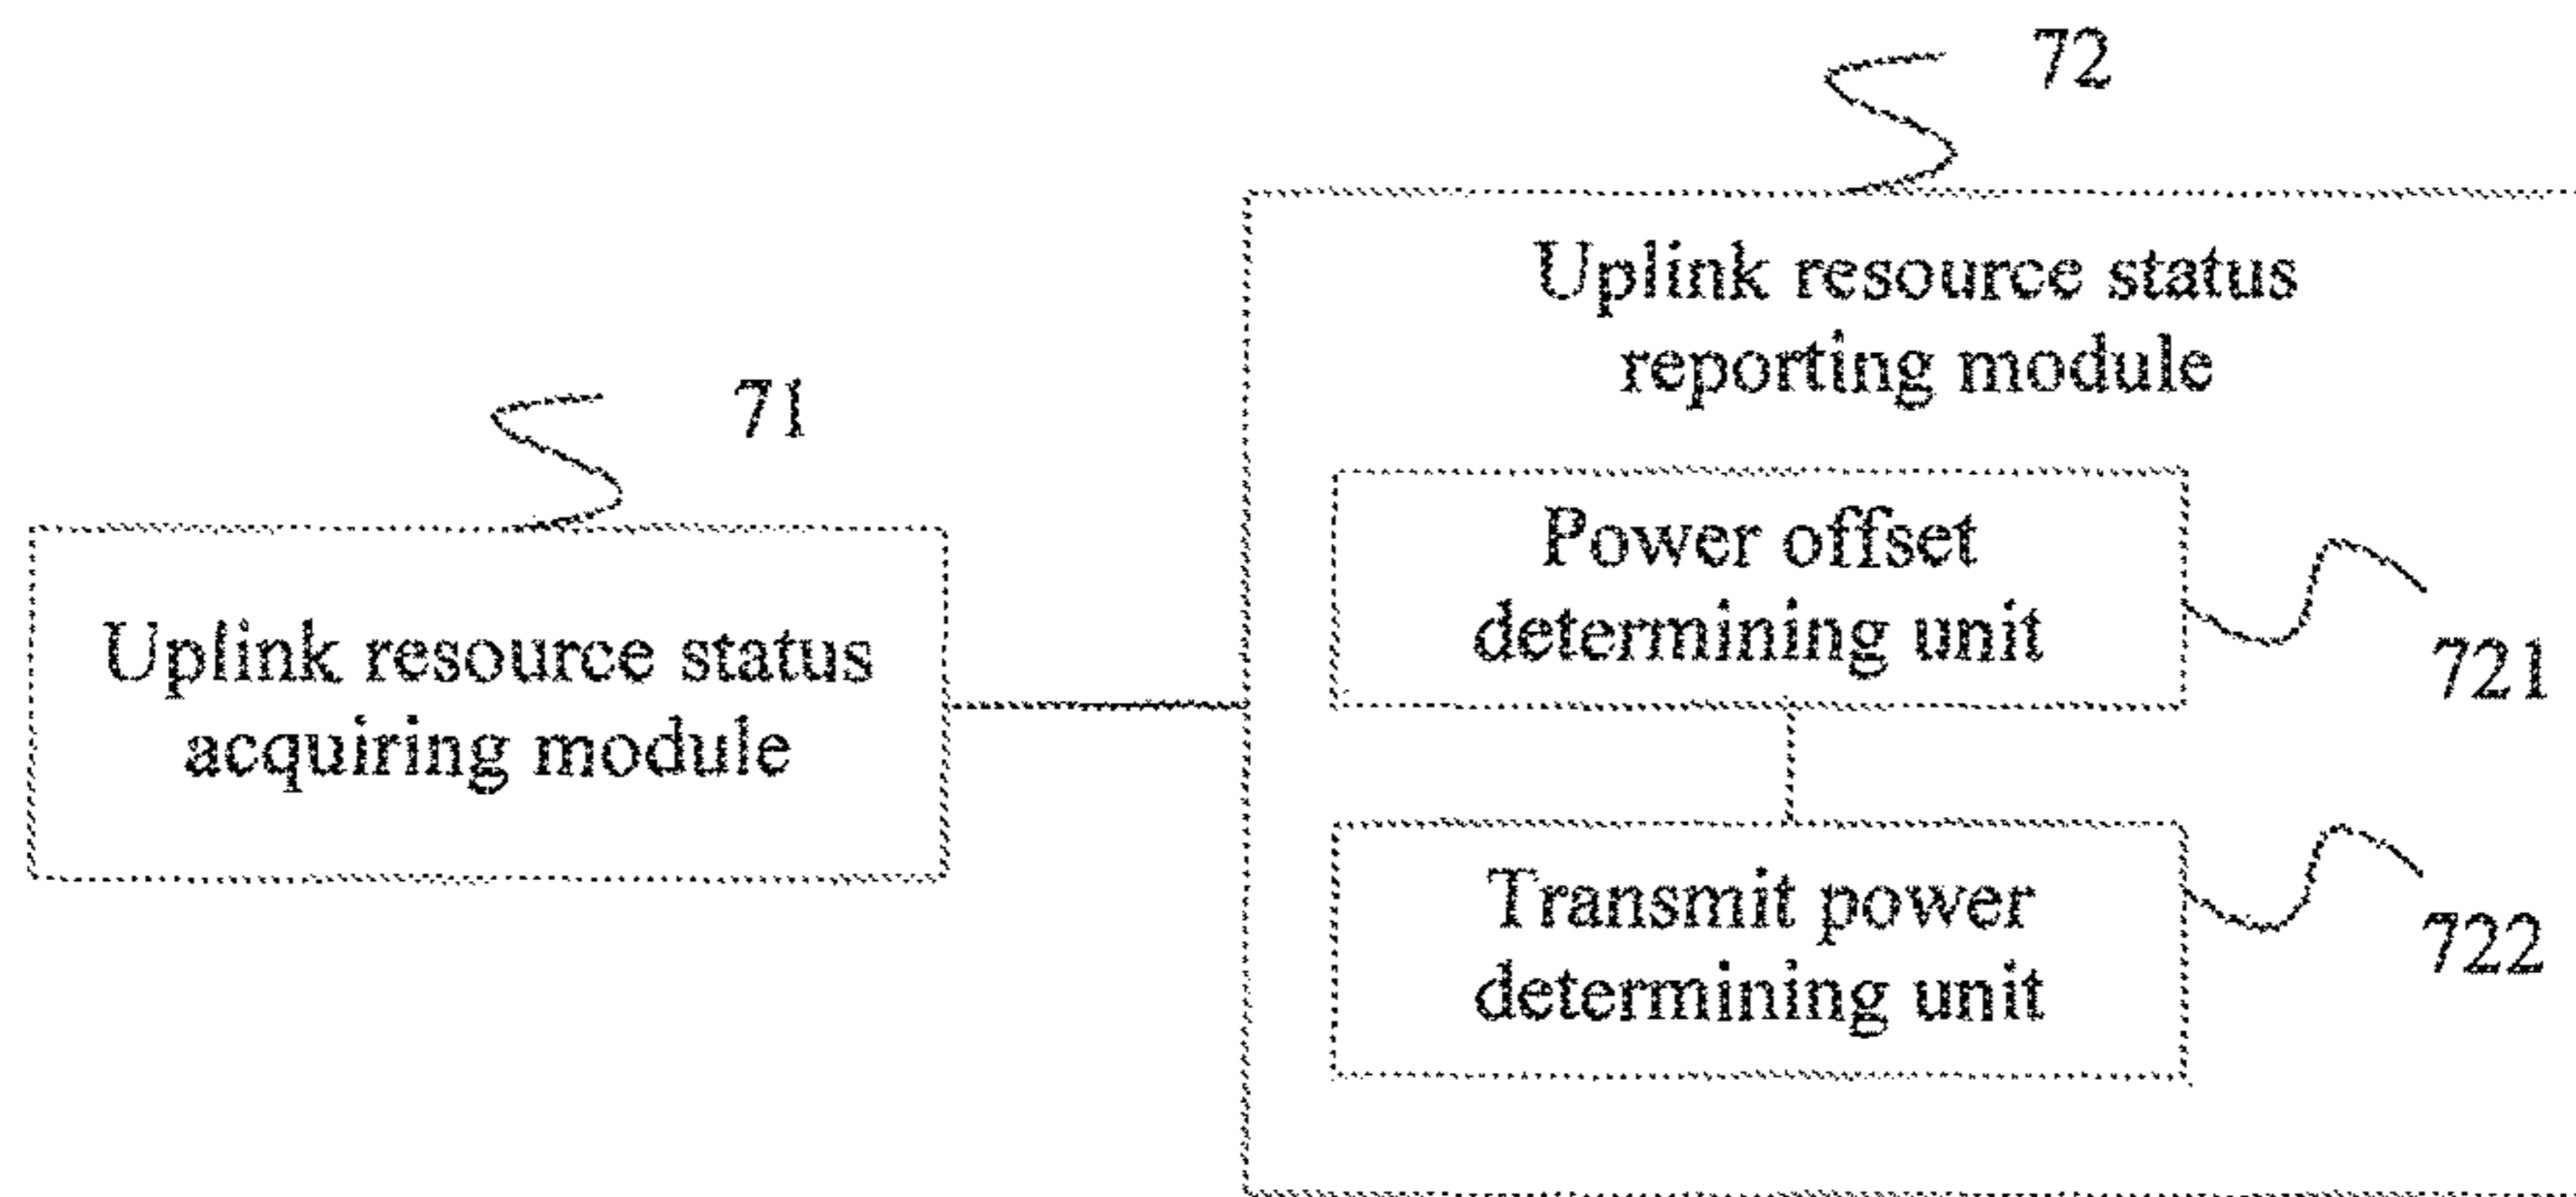 72
Uplink resource status
reporting module
71
Power offset
determining unit
721
Uplink resource status
acquiring module
Transmit power
determining unit
722